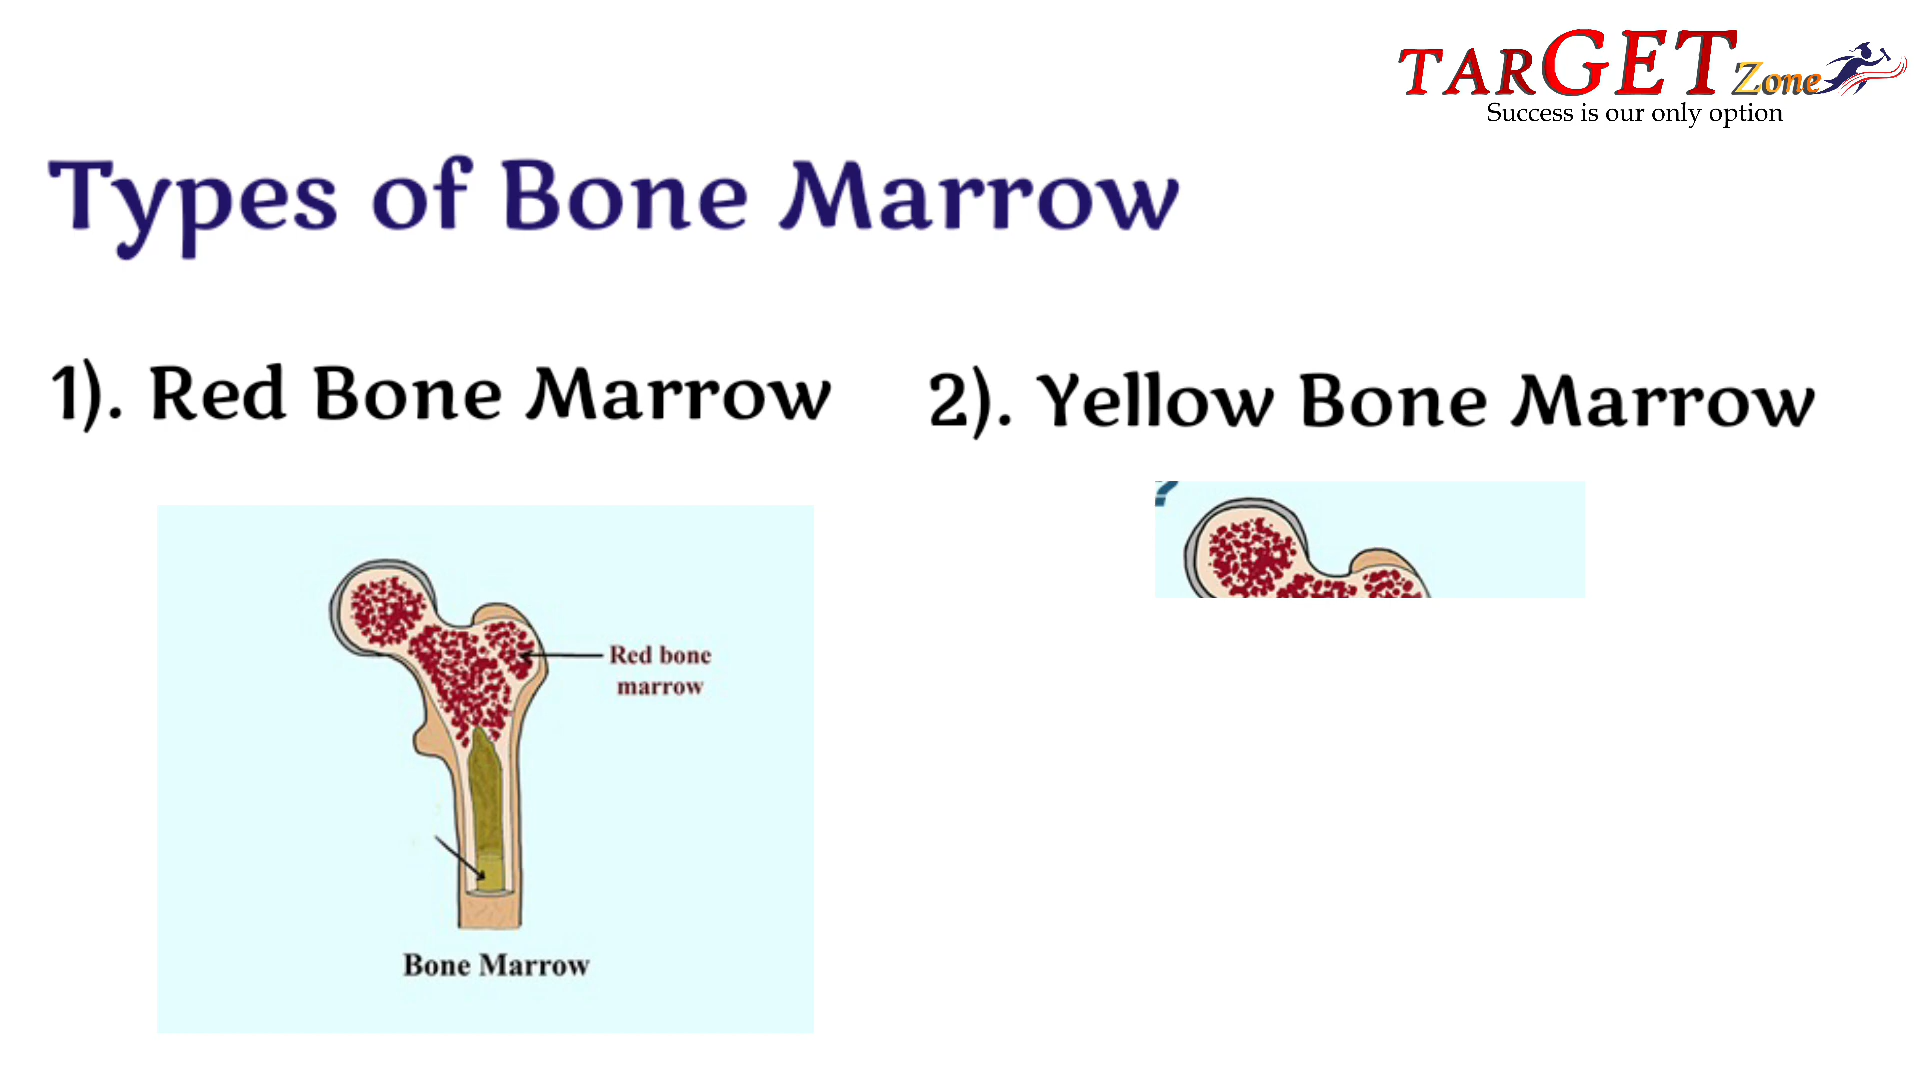 TARGET Zone
Success is our only option
Types of Bone Marrow
1). Red Bone Marrow
2). Yellow Bone Marrow
Red bone
marrow
Bone Marrow